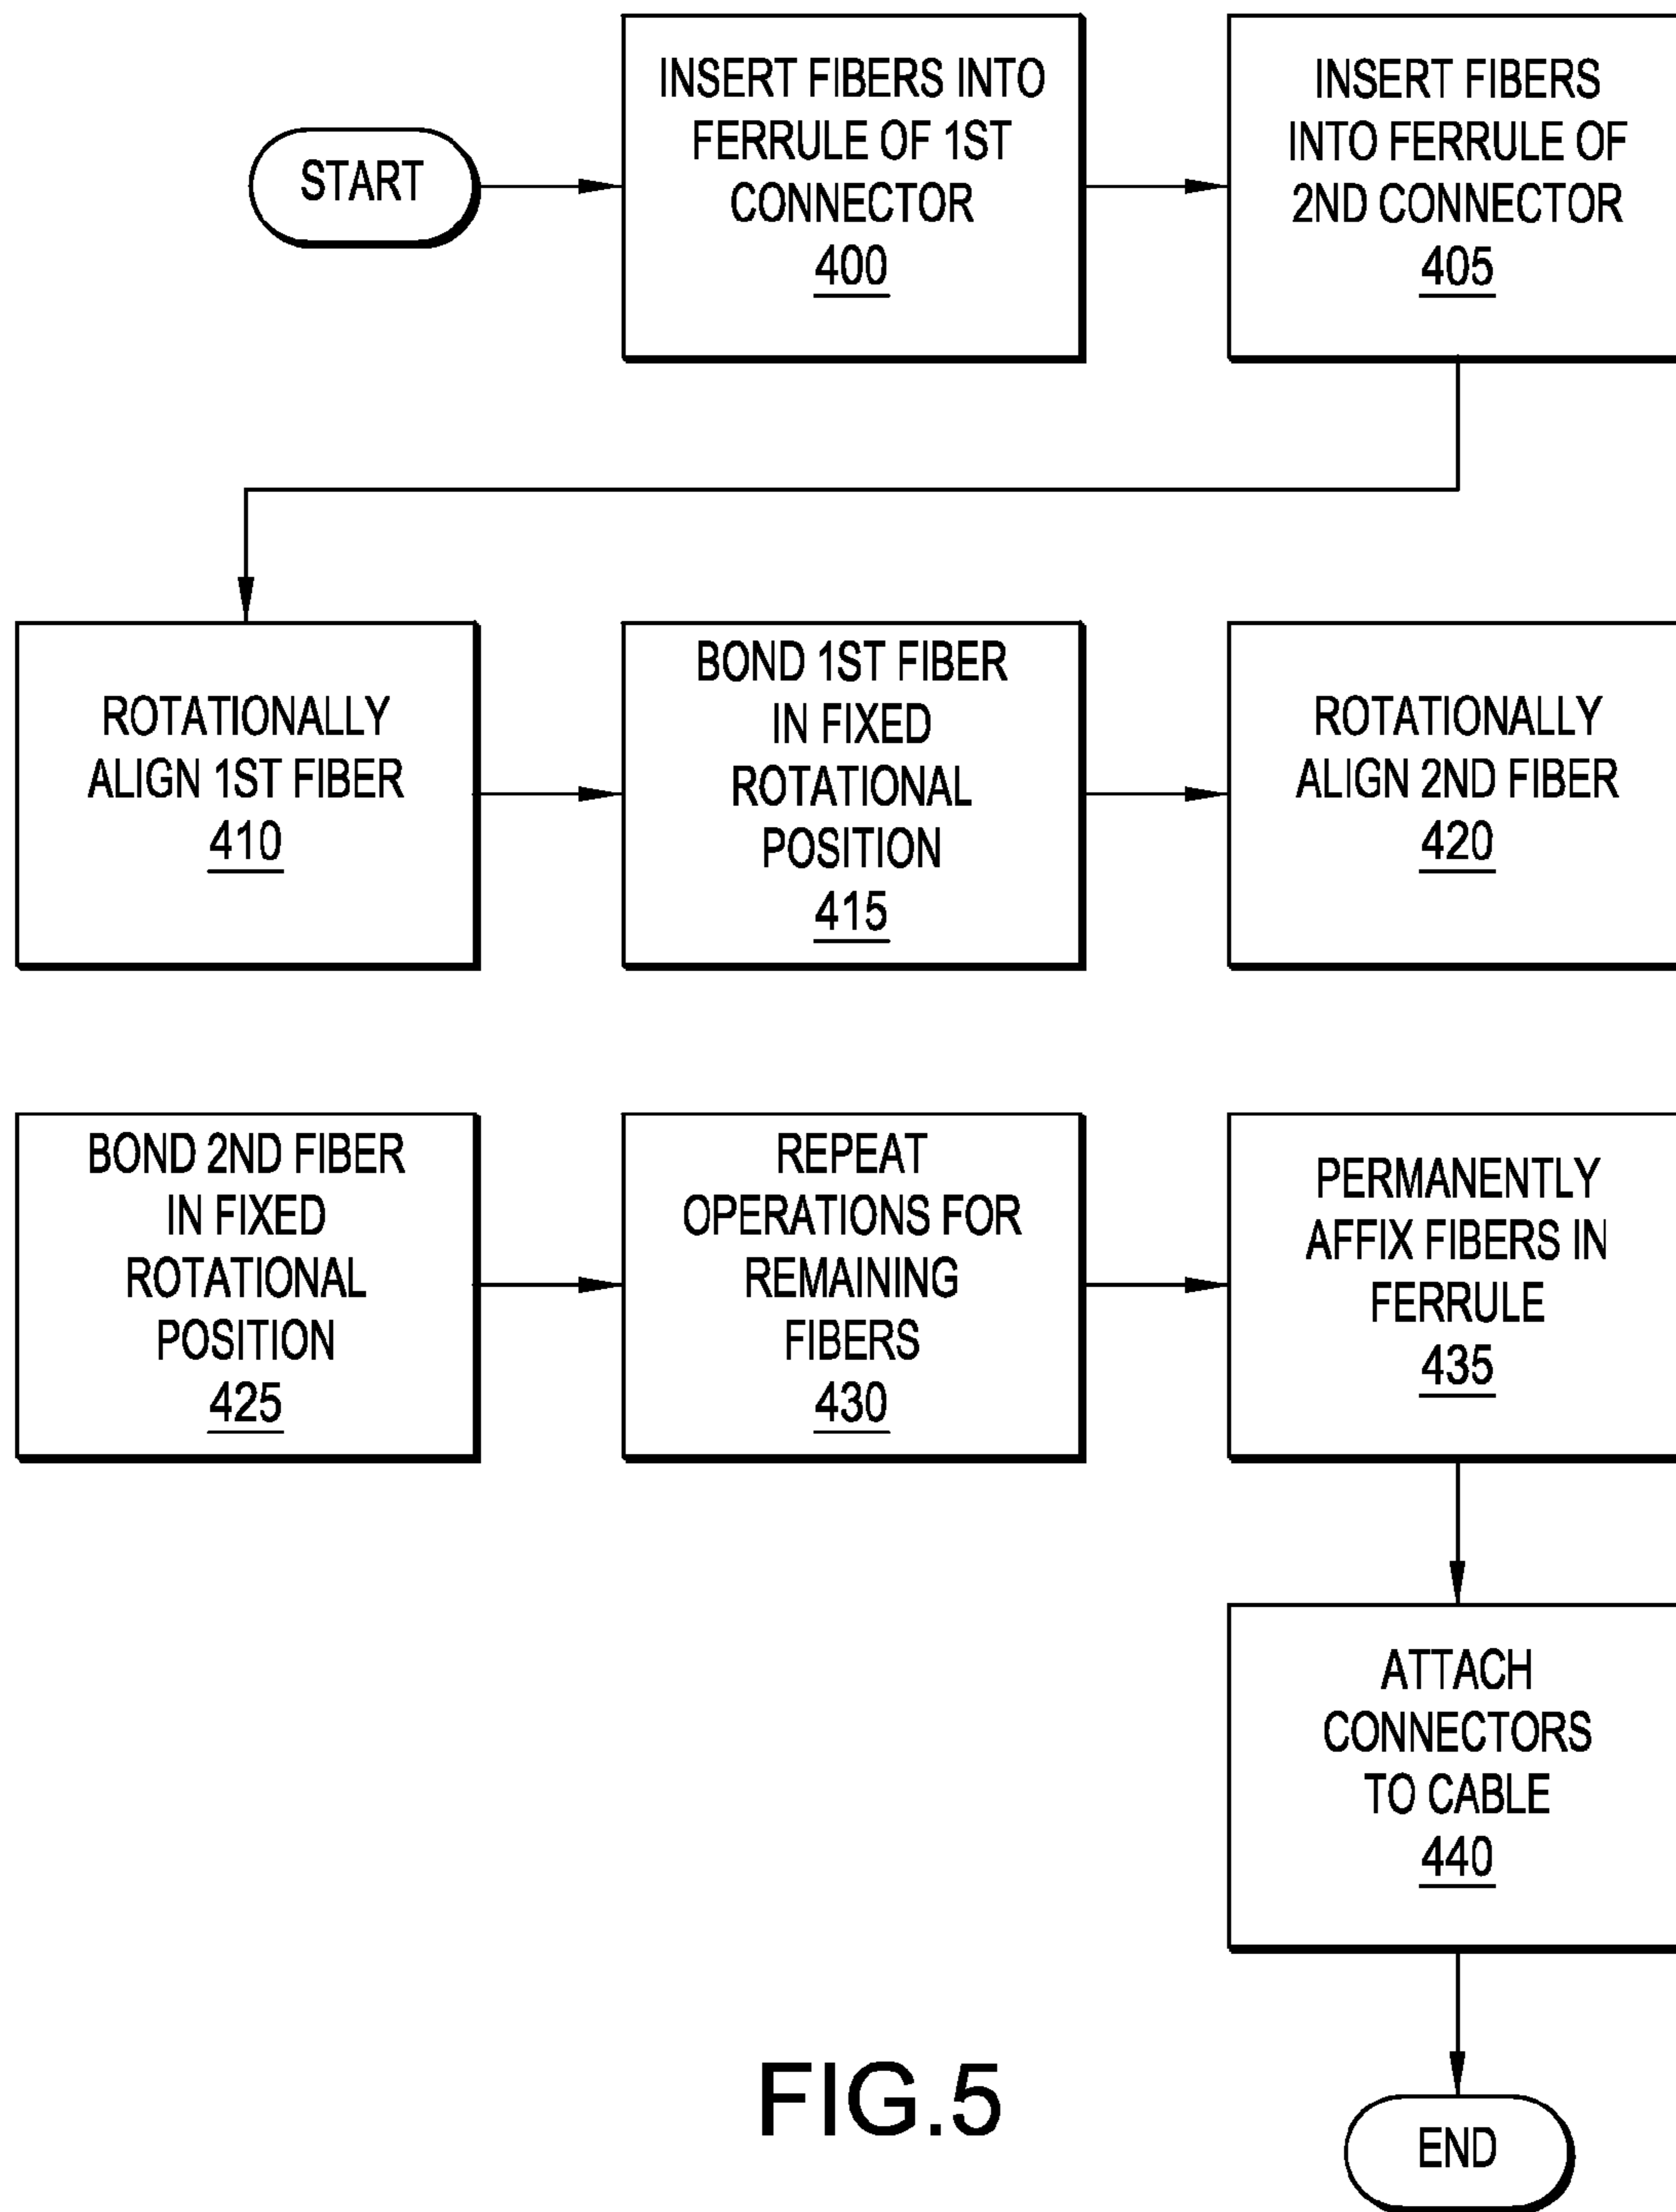 START
INSERT FIBERS INTO
FERRULE OF 1ST
CONNECTOR
400
INSERT FIBERS
INTO FERRULE OF
2ND CONNECTOR
405
ROTATIONALLY
ALIGN 1ST FIBER
410
BOND 1ST FIBER
IN FIXED
ROTATIONAL
POSITION
415
ROTATIONALLY
ALIGN 2ND FIBER
420
BOND 2ND FIBER
IN FIXED
ROTATIONAL
POSITION
425
REPEAT
OPERATIONS FOR
REMAINING
FIBERS
430
PERMANENTLY
AFFIX FIBERS IN
FERRULE
435
ATTACH
CONNECTORS
TO CABLE
440
END
FIG.5